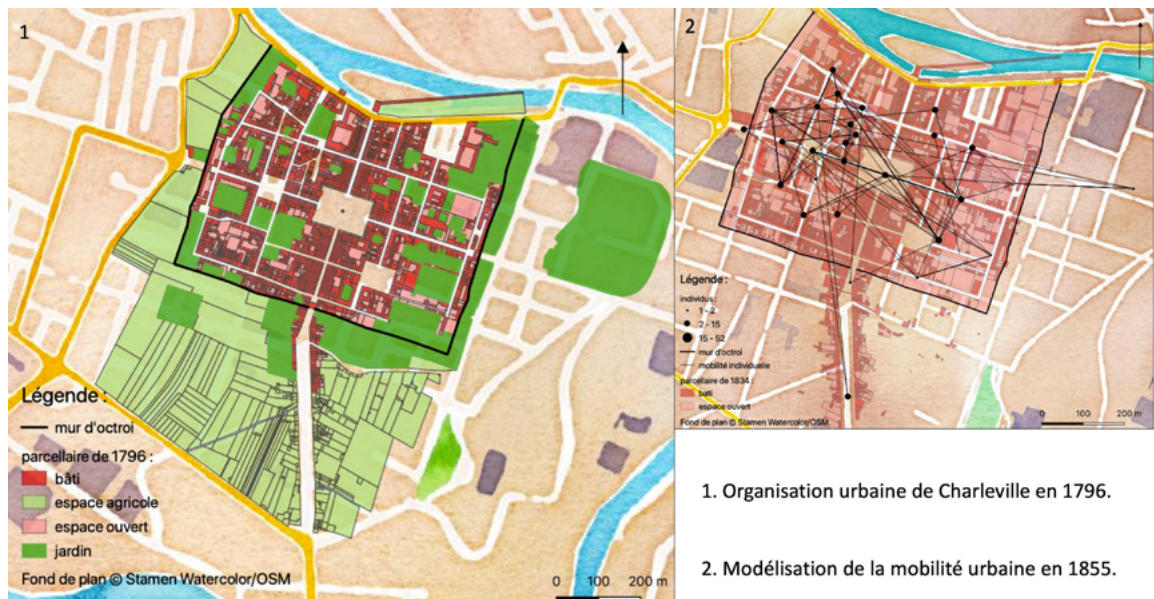 1
Légende :
mur d'octroi
parcellaire de 1796 :
bâti
espace agricole
espace ouvert
jardin
Fond de plan © Stamen Watercolor/OSM
0 100 200 m
2
Légende :
individus :
1 - 2
2 - 15
15 - 52
mur d'octroi
mobilité individuelle
parcellaire de 1834 :
bâti
espace ouvert
Fond de plan © Stamen Watercolor/OSM
0 100 200 m
1. Organisation urbaine de Charleville en 1796.
2. Modélisation de la mobilité urbaine en 1855.